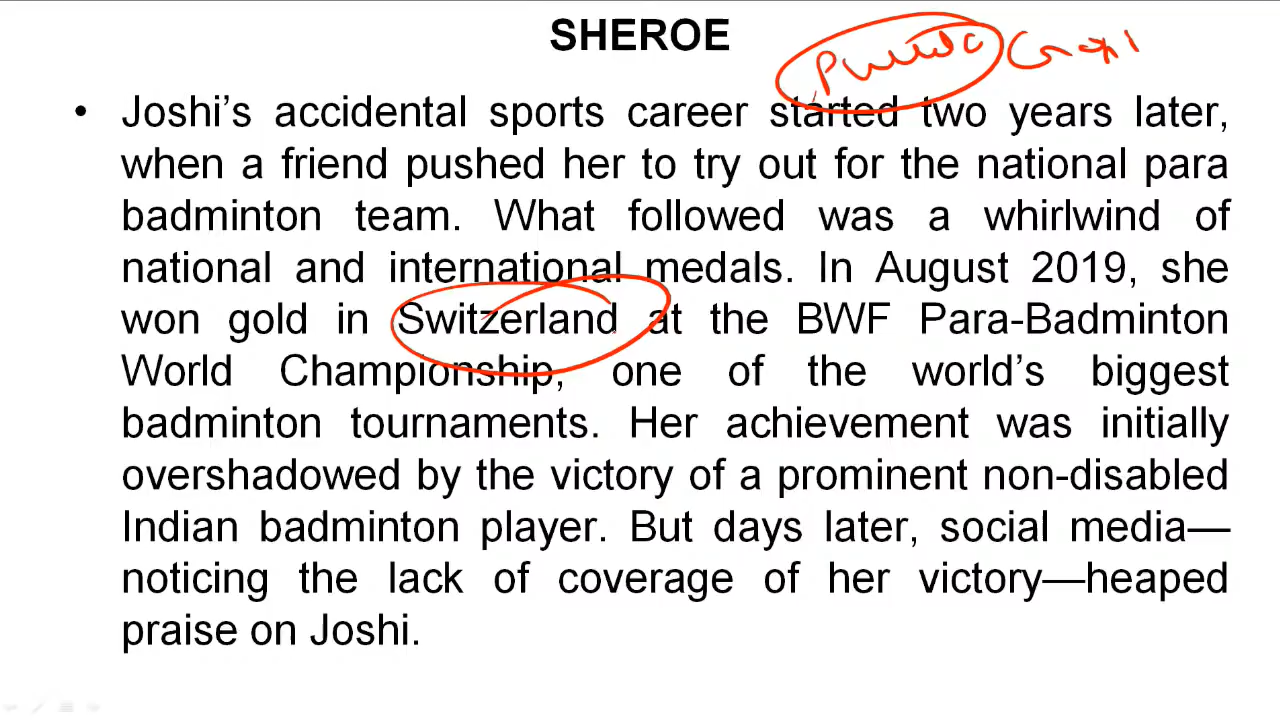 SHEROE
• Joshi’s accidental sports career started two years later,
when a friend pushed her to try out for the national para
badminton team. What followed was a whirlwind of
national and international medals. In August 2019, she
won gold in Switzerland at the BWF Para-Badminton
World Championship, one of the world’s biggest
badminton tournaments. Her achievement was initially
overshadowed by the victory of a prominent non-disabled
Indian badminton player. But days later, social media—
noticing the lack of coverage of her victory—heaped
praise on Joshi.